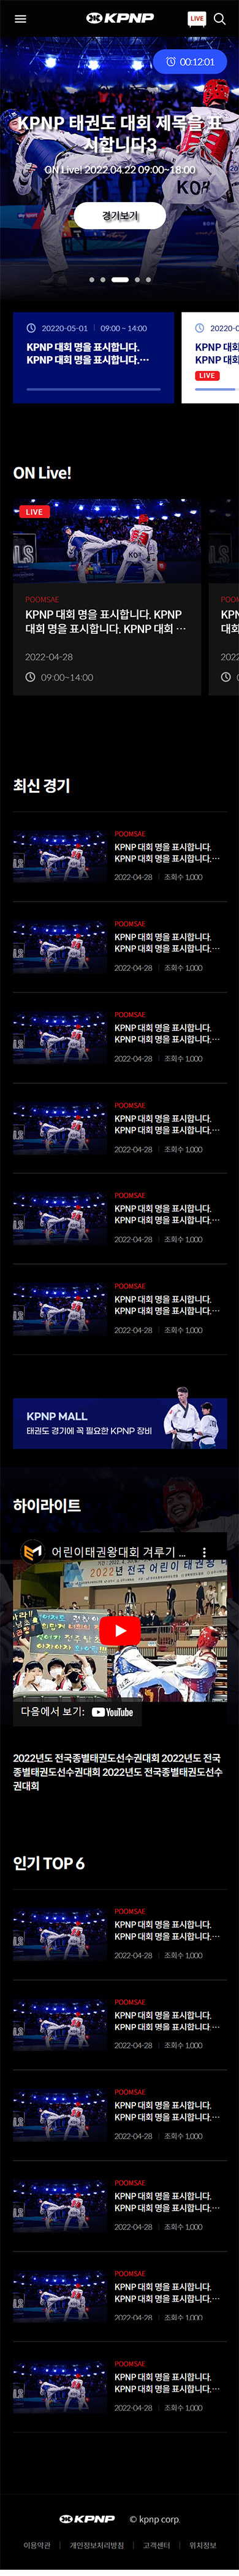 KPNP
LIVE
00:12:01
KPNP 태권도 대회 제목을 표
시합니다3
ON Live! 2022.04.22 09:00~18:00
KOR
경기보기
20220-05-01 09:00 ~ 14:00
KPNP 대회 명을 표시합니다.
KPNP 대회 명을 표시합니다.…
20220-0
KPNP 대
KPNP 대
LIVE
ON Live!
LIVE
KOR
POOMSAE
KPNP 대회 명을 표시합니다. KPNP
대회 명을 표시합니다. KPNP 대회 …
2022-04-28
09:00~14:00
POOM
KPN
대회
2022
최신 경기
POOMSAE
KPNP 대회 명을 표시합니다.
KPNP 대회 명을 표시합니다.…
2022-04-28 조회수 1,000
POOMSAE
KPNP 대회 명을 표시합니다.
KPNP 대회 명을 표시합니다.…
2022-04-28 조회수 1,000
POOMSAE
KPNP 대회 명을 표시합니다.
KPNP 대회 명을 표시합니다.…
2022-04-28 조회수 1,000
POOMSAE
KPNP 대회 명을 표시합니다.
KPNP 대회 명을 표시합니다.…
2022-04-28 조회수 1,000
POOMSAE
KPNP 대회 명을 표시합니다.
KPNP 대회 명을 표시합니다.…
2022-04-28 조회수 1,000
POOMSAE
KPNP 대회 명을 표시합니다.
KPNP 대회 명을 표시합니다.…
2022-04-28 조회수 1,000
KPNP MALL
태권도 경기에 꼭 필요한 KPNP 장비
하이라이트
어린이태권왕대회 겨루기 ...
2022년 전국 어린이 태권왕
다음에서 보기: YouTube
2022년도 전국종별태권도선수권대회 2022년도 전국
종별태권도선수권대회 2022년도 전국종별태권도선수
권대회
인기 TOP 6
POOMSAE
KPNP 대회 명을 표시합니다.
KPNP 대회 명을 표시합니다.…
2022-04-28 조회수 1,000
POOMSAE
KPNP 대회 명을 표시합니다.
KPNP 대회 명을 표시합니다.…
2022-04-28 조회수 1,000
POOMSAE
KPNP 대회 명을 표시합니다.
KPNP 대회 명을 표시합니다.…
2022-04-28 조회수 1,000
POOMSAE
KPNP 대회 명을 표시합니다.
KPNP 대회 명을 표시합니다.…
2022-04-28 조회수 1,000
POOMSAE
KPNP 대회 명을 표시합니다.
KPNP 대회 명을 표시합니다.…
2022-04-28 조회수 1,000
POOMSAE
KPNP 대회 명을 표시합니다.
KPNP 대회 명을 표시합니다.…
2022-04-28 조회수 1,000
KPNP © kpnp corp.
이용약관 개인정보처리방침 고객센터 위치정보